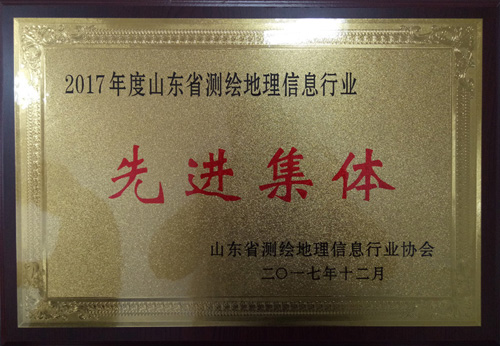 2017年度山东省测绘地理信息行业
先进集体
山东省测绘地理信息行业协会
二〇一七年十二月